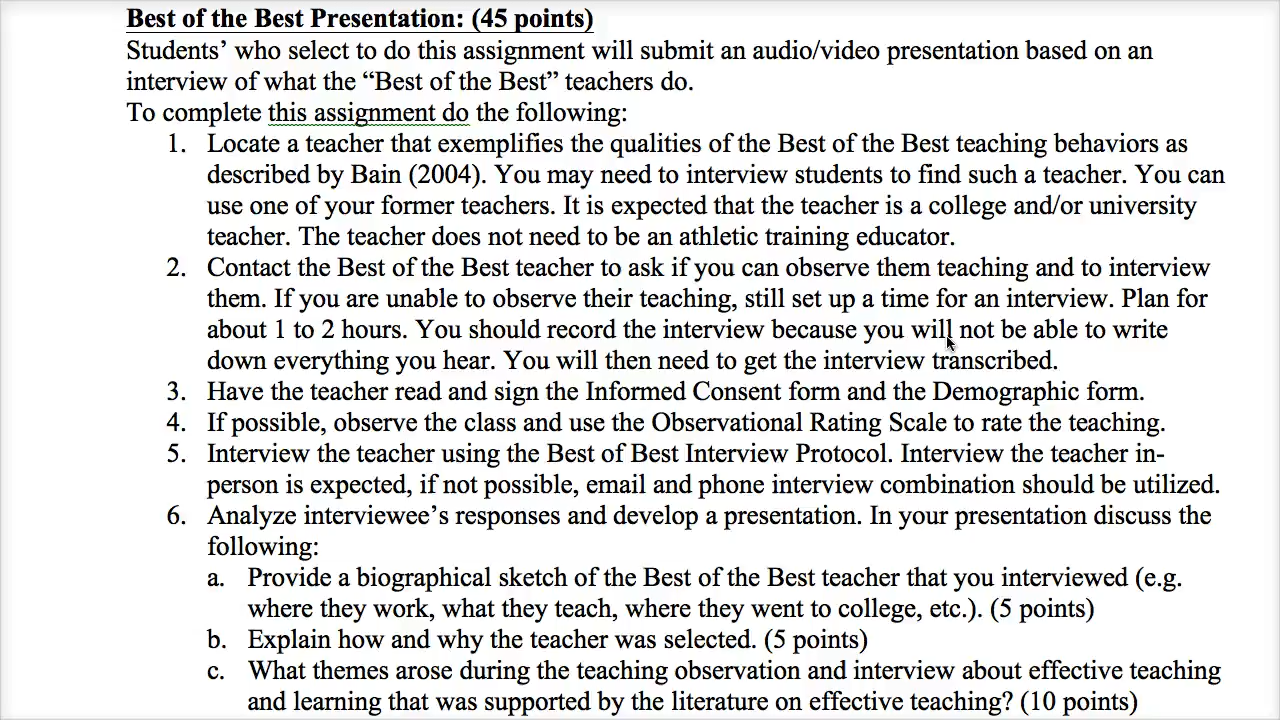 Best of the Best Presentation: (45 points)
Students’ who select to do this assignment will submit an audio/video presentation based on an
interview of what the “Best of the Best” teachers do.
To complete this assignment do the following:
1. Locate a teacher that exemplifies the qualities of the Best of the Best teaching behaviors as
described by Bain (2004). You may need to interview students to find such a teacher. You can
use one of your former teachers. It is expected that the teacher is a college and/or university
teacher. The teacher does not need to be an athletic training educator.
2. Contact the Best of the Best teacher to ask if you can observe them teaching and to interview
them. If you are unable to observe their teaching, still set up a time for an interview. Plan for
about 1 to 2 hours. You should record the interview because you will not be able to write
down everything you hear. You will then need to get the interview transcribed.
3. Have the teacher read and sign the Informed Consent form and the Demographic form.
4. If possible, observe the class and use the Observational Rating Scale to rate the teaching.
5. Interview the teacher using the Best of Best Interview Protocol. Interview the teacher in-
person is expected, if not possible, email and phone interview combination should be utilized.
6. Analyze interviewee’s responses and develop a presentation. In your presentation discuss the
following:
a. Provide a biographical sketch of the Best of the Best teacher that you interviewed (e.g.
where they work, what they teach, where they went to college, etc.). (5 points)
b. Explain how and why the teacher was selected. (5 points)
c. What themes arose during the teaching observation and interview about effective teaching
and learning that was supported by the literature on effective teaching? (10 points)